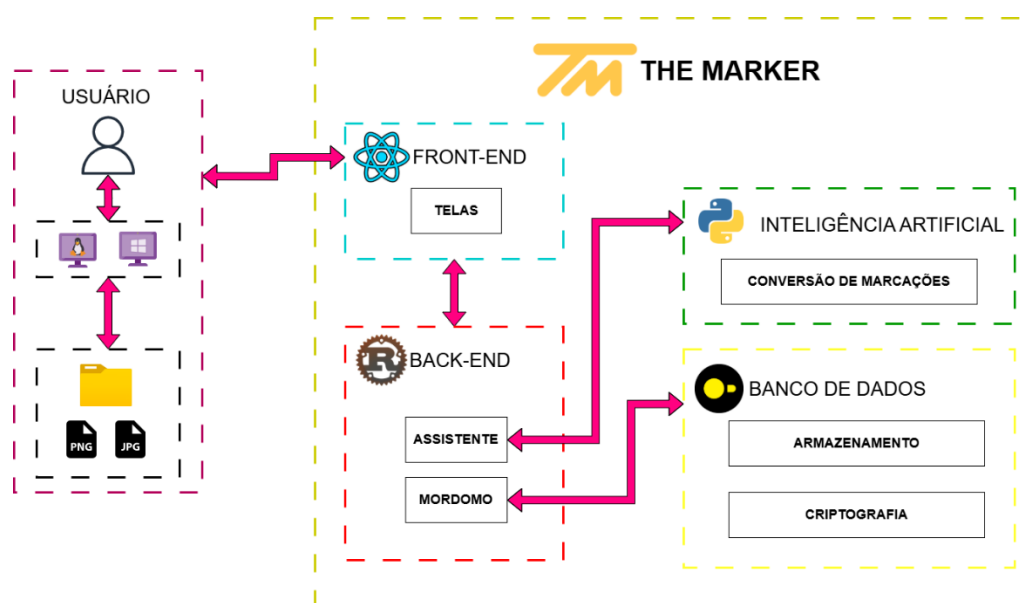 TM THE MARKER
USUÁRIO
PNG
JPG
FRONT-END
TELAS
BACK-END
ASSISTENTE
MORDOMO
INTELIGÊNCIA ARTIFICIAL
CONVERSÃO DE MARCAÇÕES
BANCO DE DADOS
ARMAZENAMENTO
CRIPTOGRAFIA